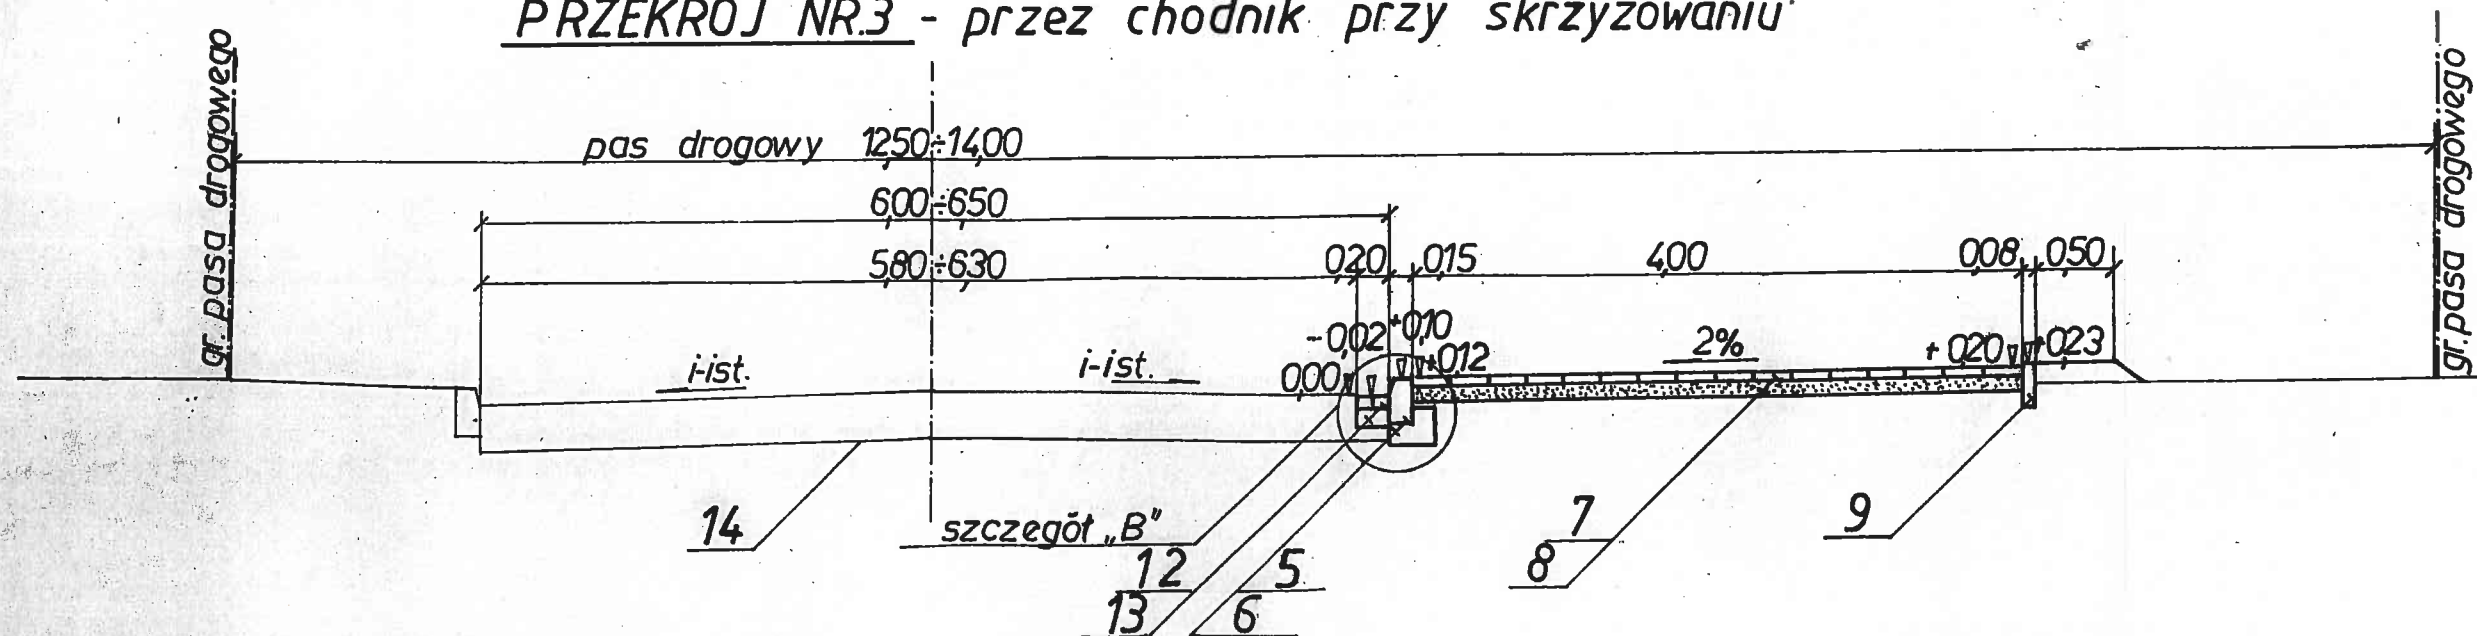 PRZEKRÓJ NR.3 - przez chodnik przy skrzyżowaniu
gr. pasa drogowego
gr. pasa drogowego
pas drogowy 12,50÷14,00
6,00÷6,50
5,80÷6,30 0,20 0,15 4,00 0,08 0,50
-0,02 +0,10
i-ist. i-ist. 0,00 +0,12 2% +0,20 +0,23
14 szczegół „B” 7 9
12 5 8
13 6